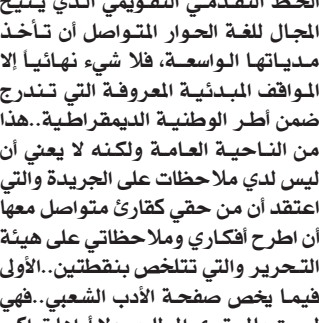 الخط التقدمي التقويمي الذي يتيح
المجال للغة الحوار المتواصل أن تأخذ
مدياتها الواسعة، فلا شيء نهائياً إلا
المواقف المبدئية المعروفة التي تندرج
ضمن أطر الوطنية الديمقراطية..هذا
من الناحية العامة ولكنه لا يعني أن
ليس لدي ملاحظات على الجريدة والتي
اعتقد أن من حقي كقارئ متواصل معها
أن اطرح أفكاري وملاحظاتي على هيئة
التحرير والتي تتلخص بنقطتين..الأولى
فيما يخص صفحة الأدب الشعبي..فهي